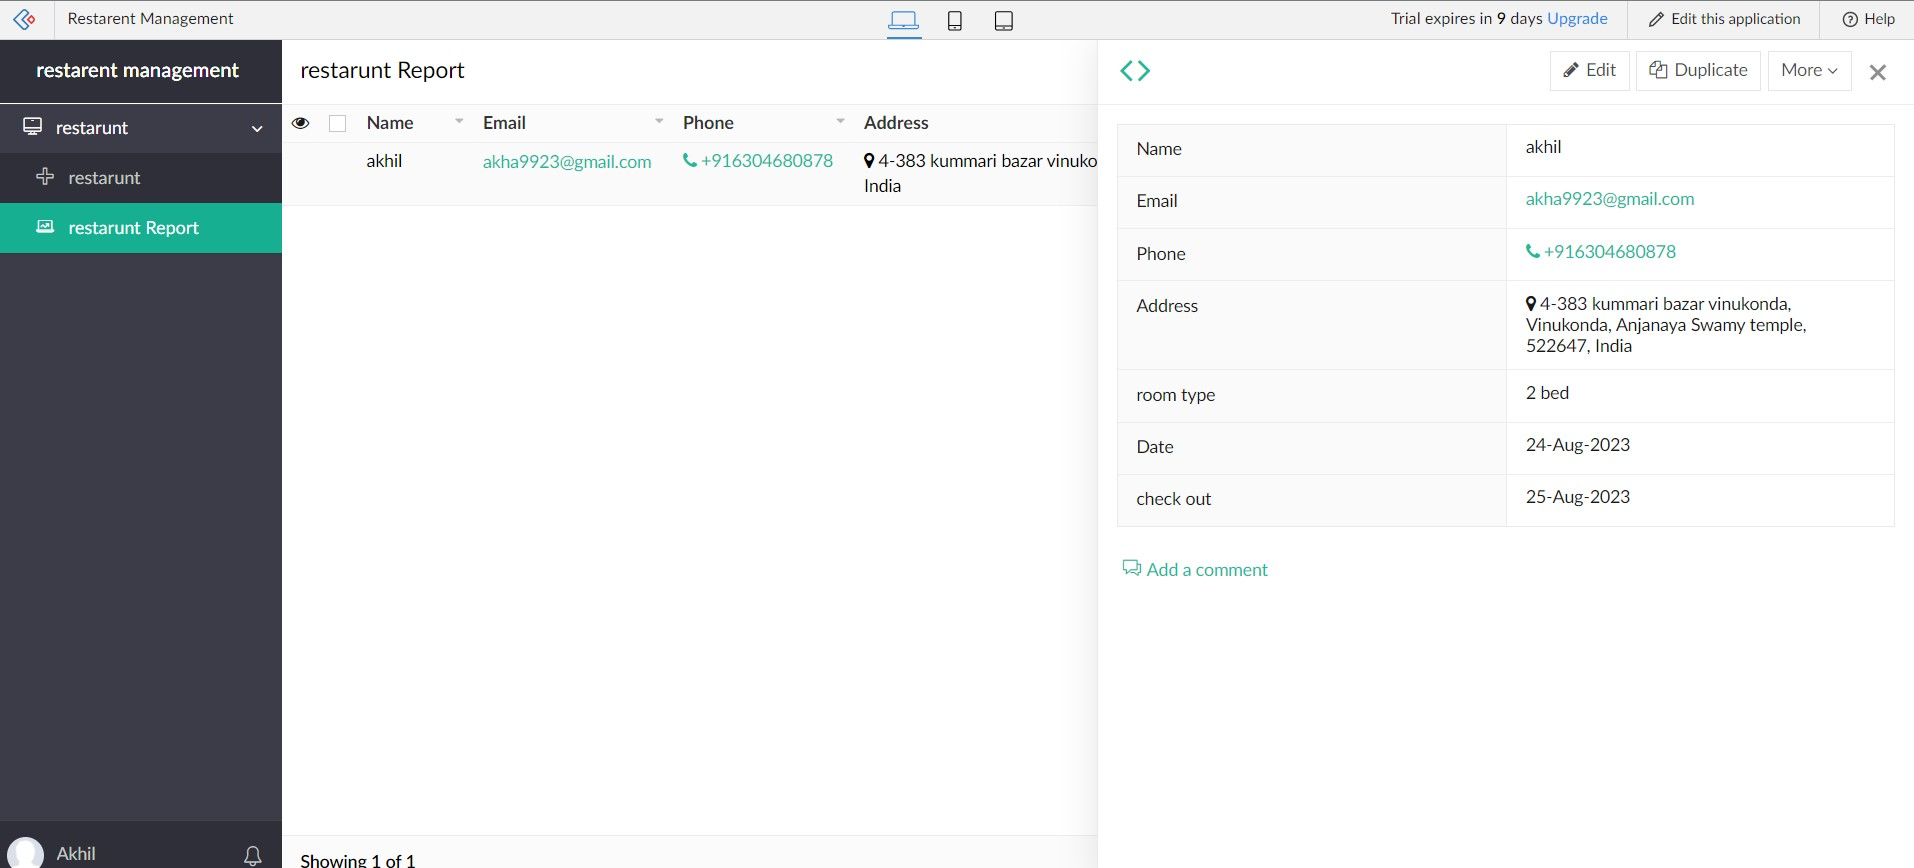 Restarent Management
Trial expires in 9 days Upgrade
Edit this application
Help
restarent management
restarunt
restarunt
restarunt Report
Akhil
restarunt Report
Name Email Phone Address
akhil akha9923@gmail.com +916304680878 4-383 kummari bazar vinuko
India
Showing 1 of 1
Edit Duplicate More
Name akhil
Email akha9923@gmail.com
Phone +916304680878
Address 4-383 kummari bazar vinukonda,
Vinukonda, Anjanaya Swamy temple,
522647, India
room type 2 bed
Date 24-Aug-2023
check out 25-Aug-2023
Add a comment